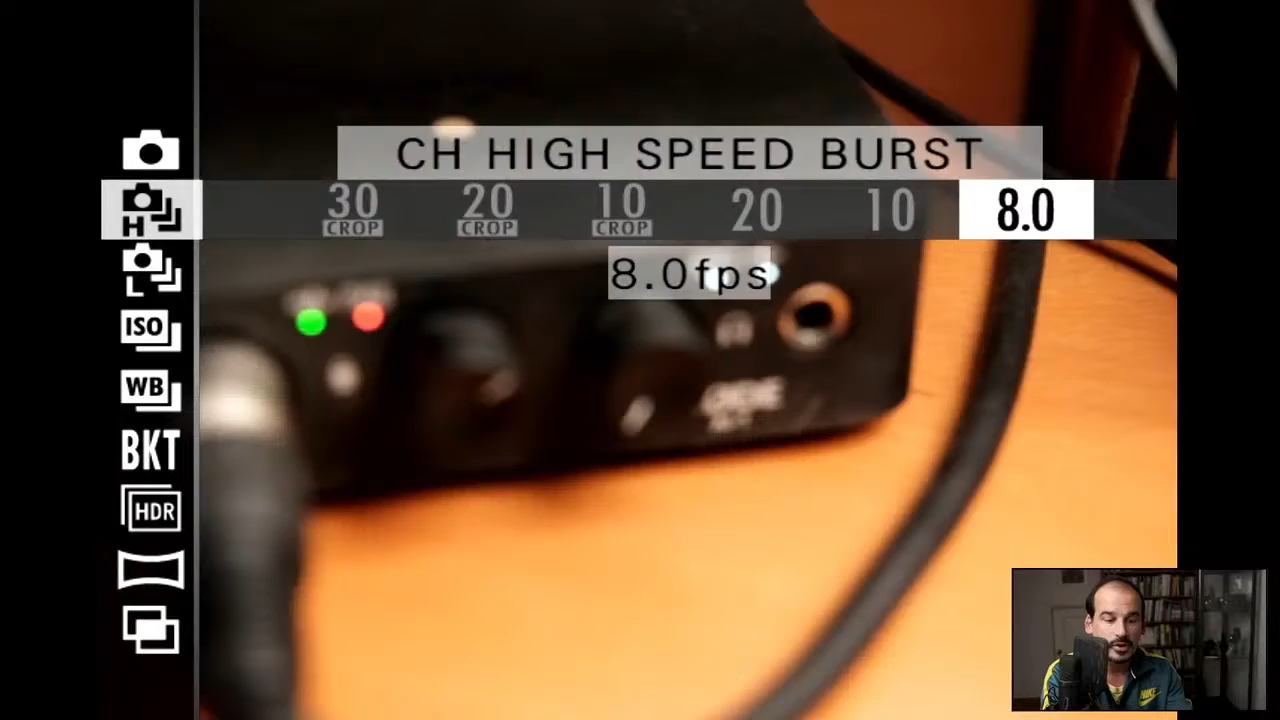 CH HIGH SPEED BURST
H
30 20 10 20 10 8.0
CROP CROP CROP
8.0fps
L
ISO
WB
BKT
HDR
NIKE